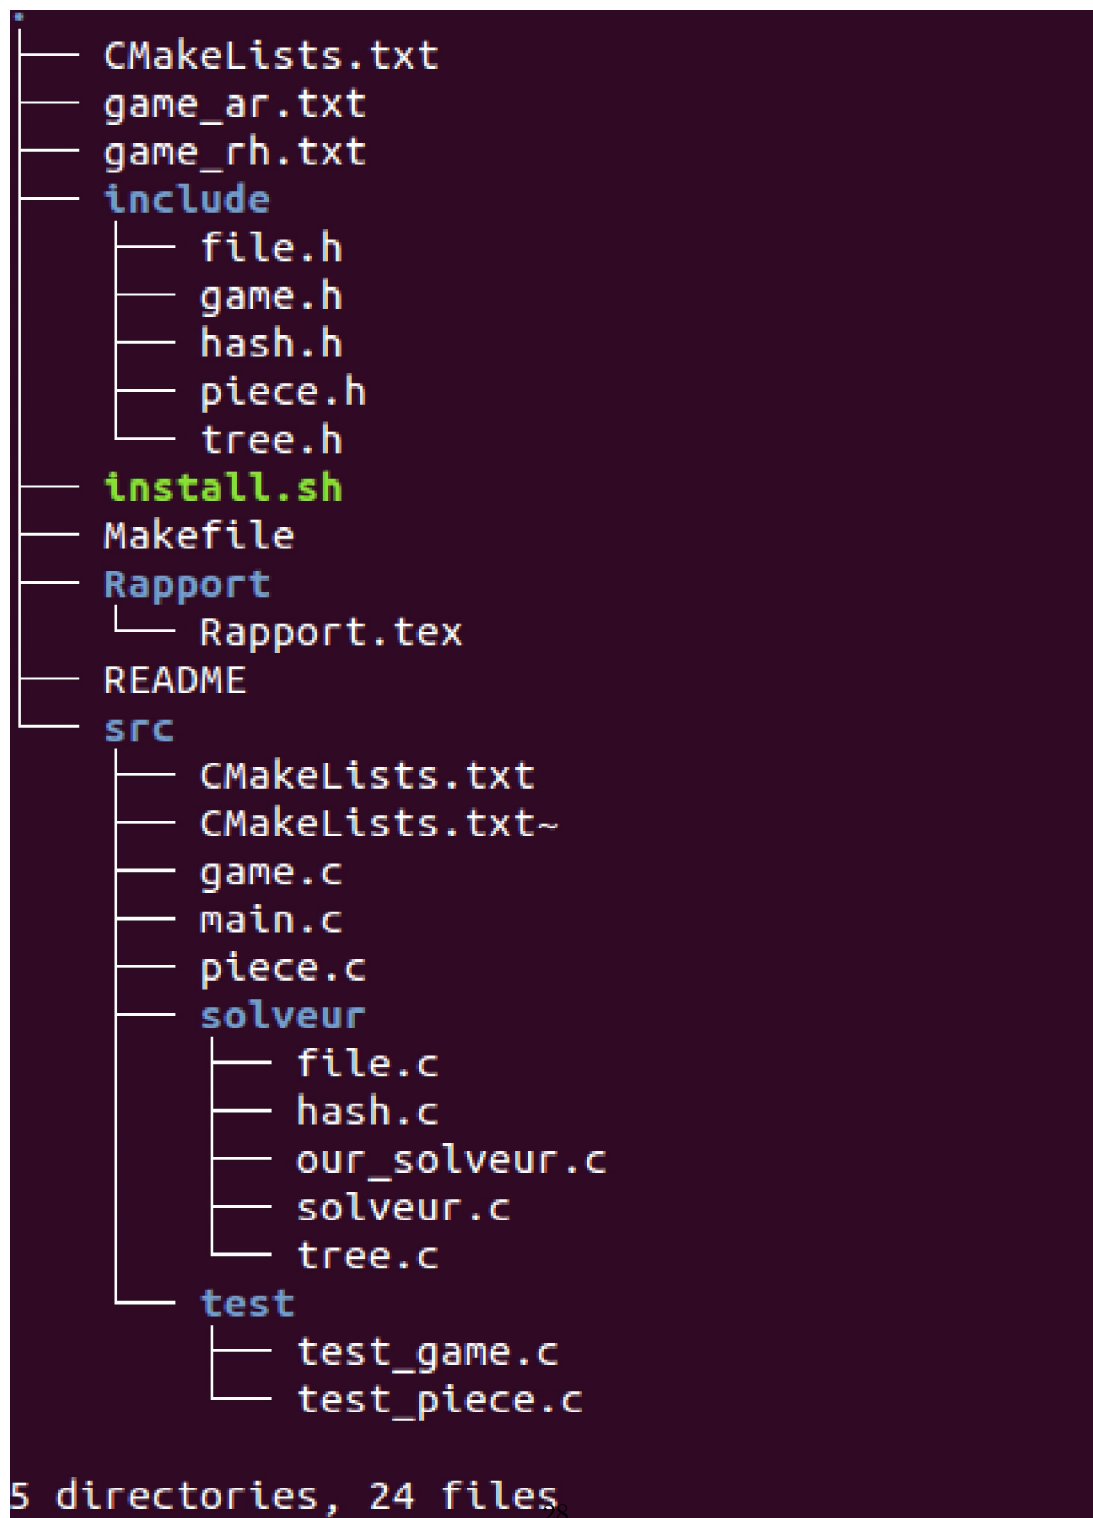 .
├── CMakeLists.txt
├── game_ar.txt
├── game_rh.txt
├── include
│   ├── file.h
│   ├── game.h
│   ├── hash.h
│   ├── piece.h
│   └── tree.h
├── install.sh
├── Makefile
├── Rapport
│   └── Rapport.tex
├── README
└── src
    ├── CMakeLists.txt
    ├── CMakeLists.txt~
    ├── game.c
    ├── main.c
    ├── piece.c
    ├── solveur
    │   ├── file.c
    │   ├── hash.c
    │   ├── our_solveur.c
    │   ├── solveur.c
    │   └── tree.c
    └── test
        ├── test_game.c
        └── test_piece.c
5 directories, 24 files
28